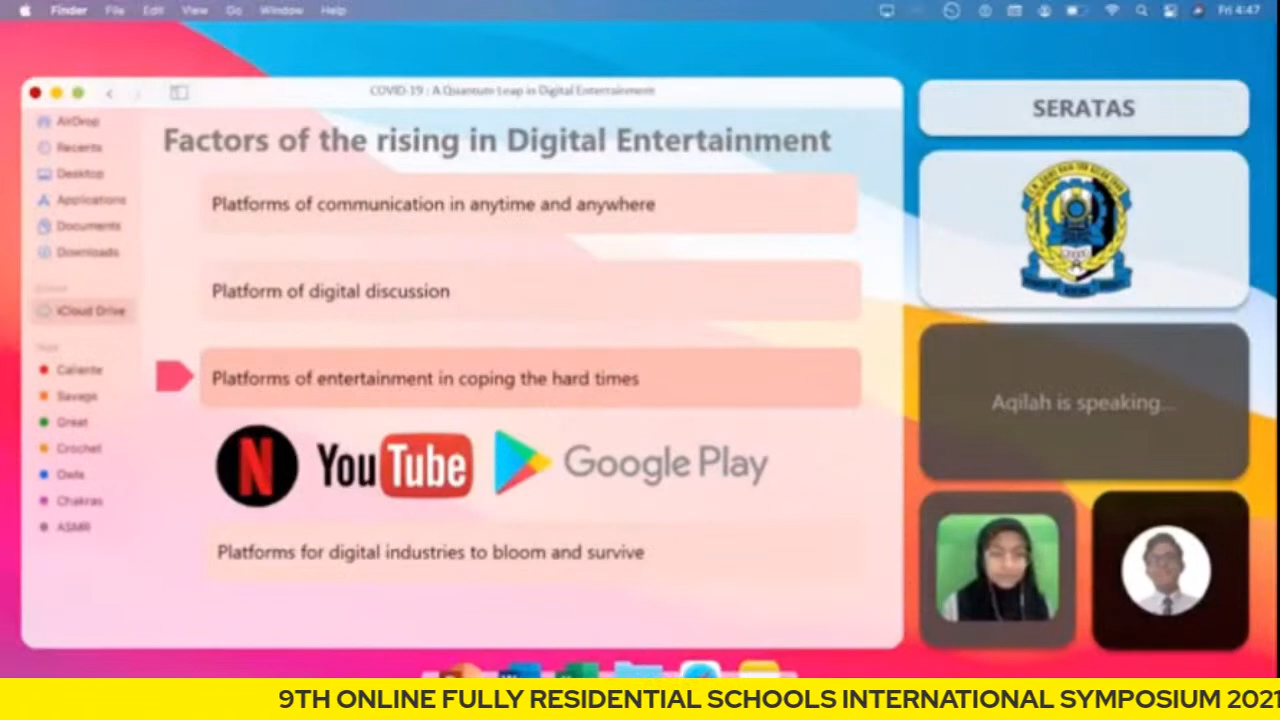 Finder File Edit View Go Window Help Fri 4:47
COVID-19 : A Quantum Leap in Digital Entertainment
AirDrop
Recents
Desktop
Applications
Documents
Downloads
iCloud Drive
Caliente
Savage
Great
Crochet
Owls
Chakras
ASMR
Factors of the rising in Digital Entertainment
Platforms of communication in anytime and anywhere
Platform of digital discussion
Platforms of entertainment in coping the hard times
N YouTube Google Play
Platforms for digital industries to bloom and survive
SERATAS
Aqilah is speaking...
9TH ONLINE FULLY RESIDENTIAL SCHOOLS INTERNATIONAL SYMPOSIUM 2021